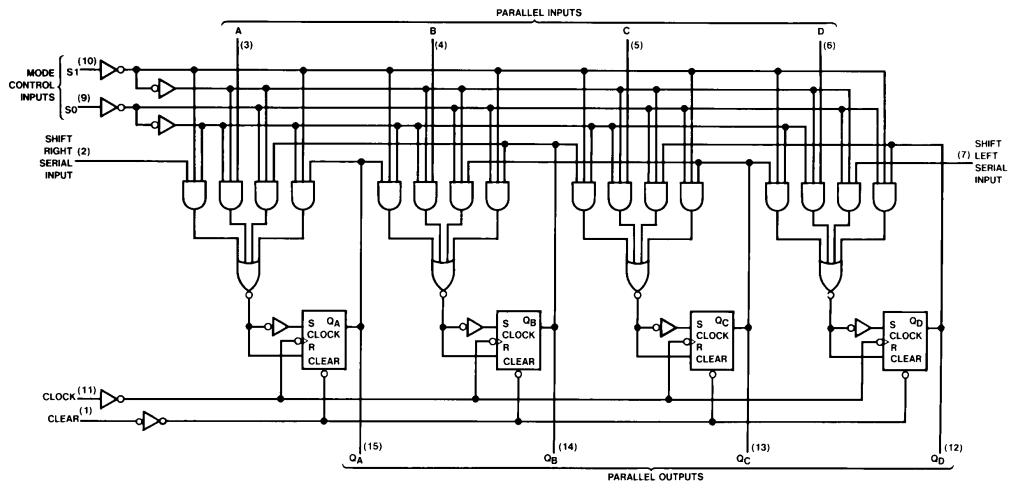 PARALLEL INPUTS
A B C D
(3) (4) (5) (6)
MODE
CONTROL
INPUTS
S1 (10)
S0 (9)
SHIFT
RIGHT (2)
SERIAL
INPUT
SHIFT
(7) LEFT
SERIAL
INPUT
S QA
CLOCK
R
CLEAR
S QB
CLOCK
R
CLEAR
S QC
CLOCK
R
CLEAR
S QD
CLOCK
R
CLEAR
CLOCK (11)
CLEAR (1)
(15) (14) (13) (12)
QA QB QC QD
PARALLEL OUTPUTS